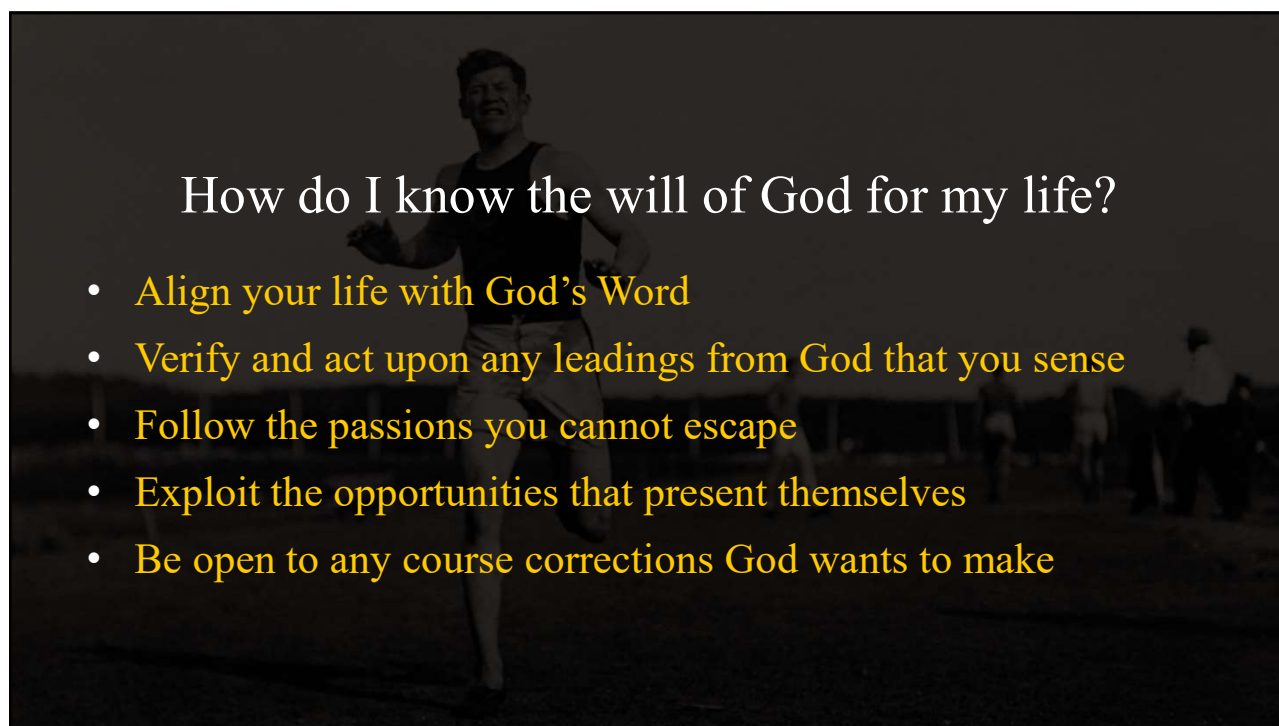 How do I know the will of God for my life?
• Align your life with God’s Word
• Verify and act upon any leadings from God that you sense
• Follow the passions you cannot escape
• Exploit the opportunities that present themselves
• Be open to any course corrections God wants to make